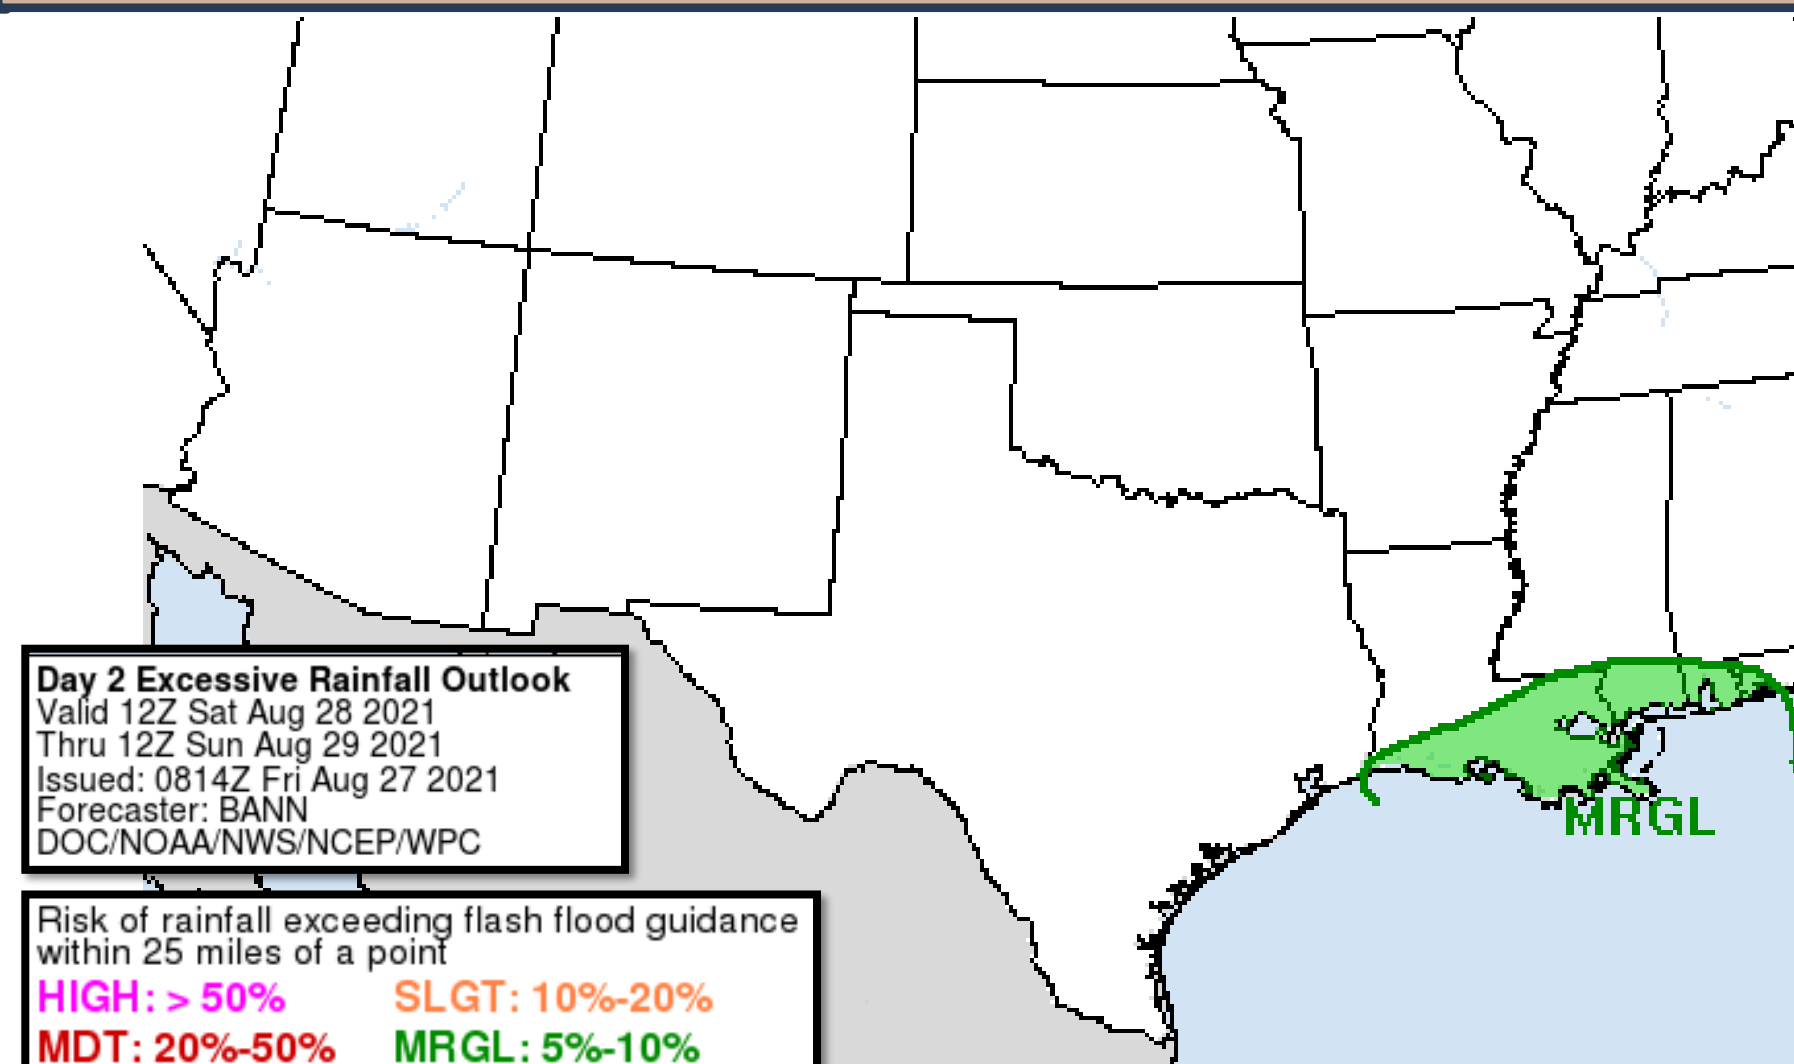 Day 2 Excessive Rainfall Outlook
Valid 12Z Sat Aug 28 2021
Thru 12Z Sun Aug 29 2021
Issued: 0814Z Fri Aug 27 2021
Forecaster: BANN
DOC/NOAA/NWS/NCEP/WPC
MRGL
Risk of rainfall exceeding flash flood guidance
within 25 miles of a point
HIGH: > 50% SLGT: 10%-20%
MDT: 20%-50% MRGL: 5%-10%